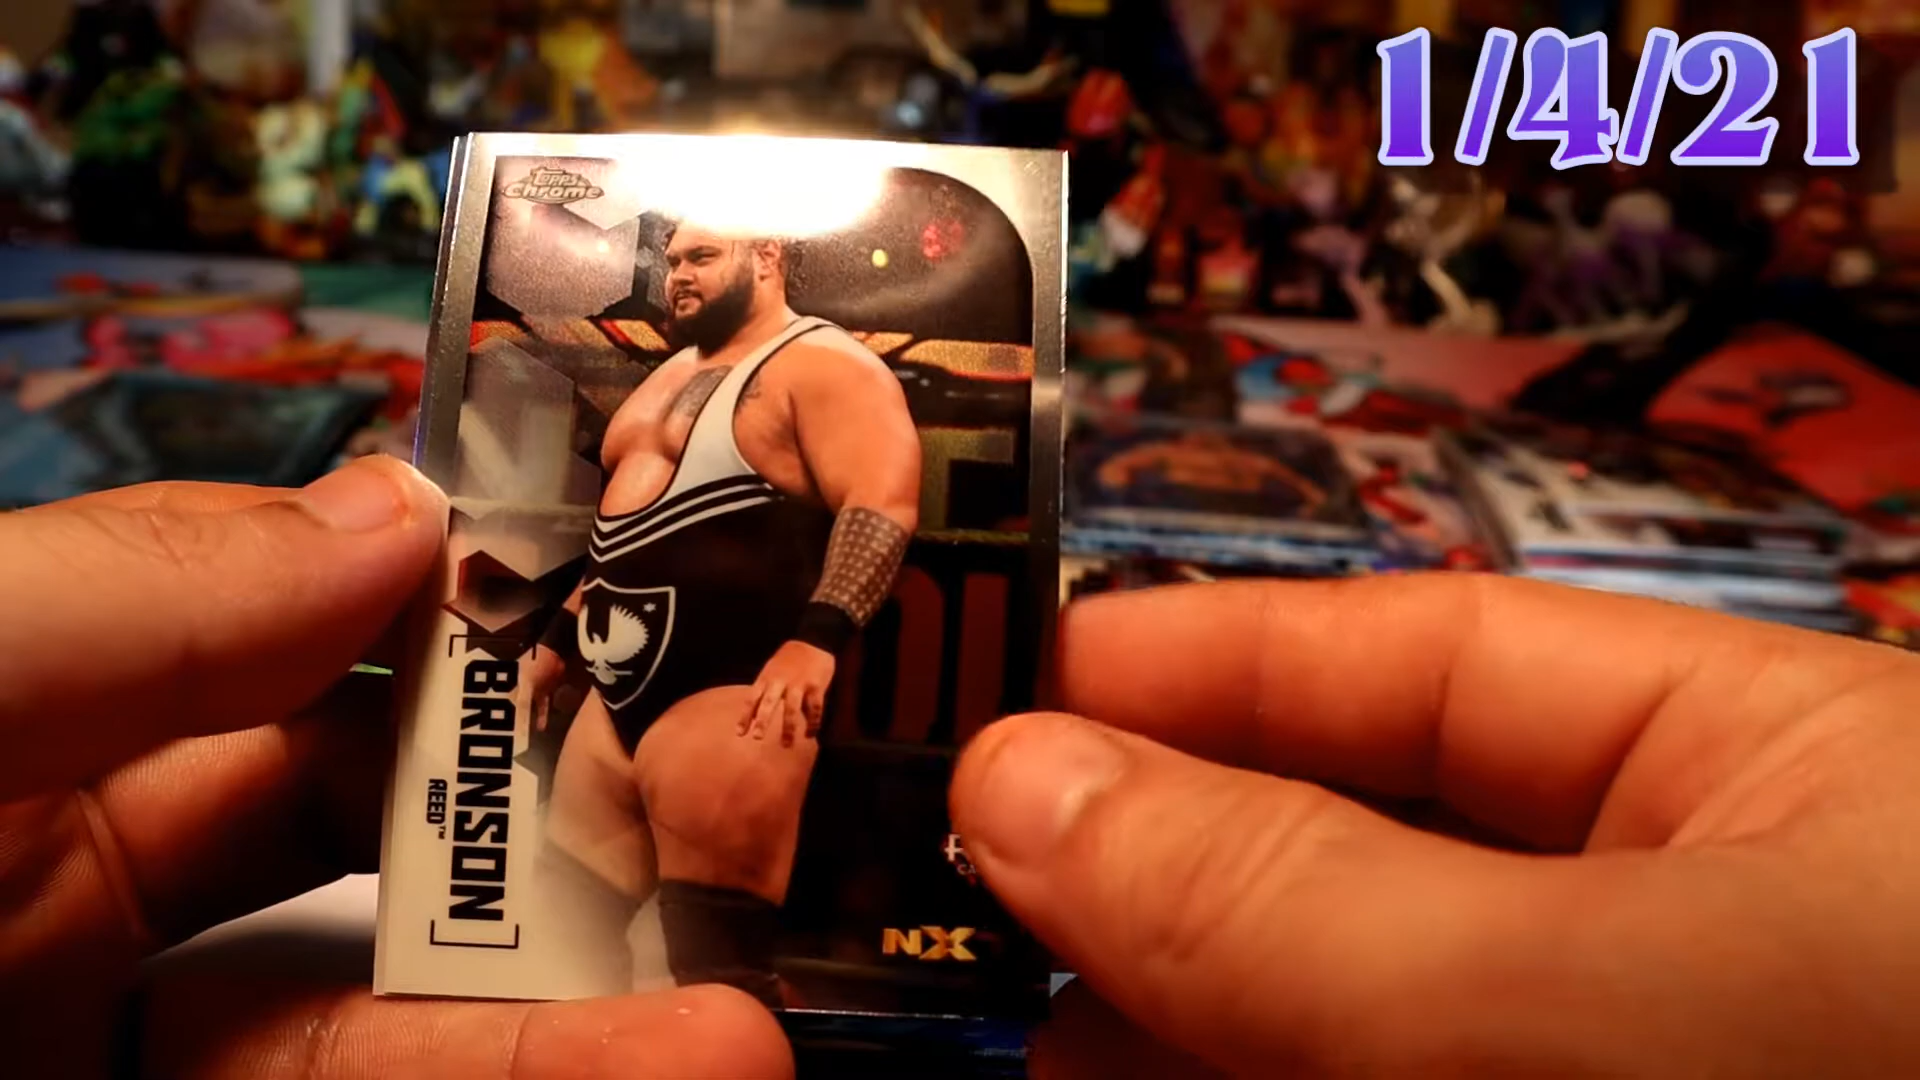 1/4/21
Topps
Chrome
[BRONSON]
REED™
NX